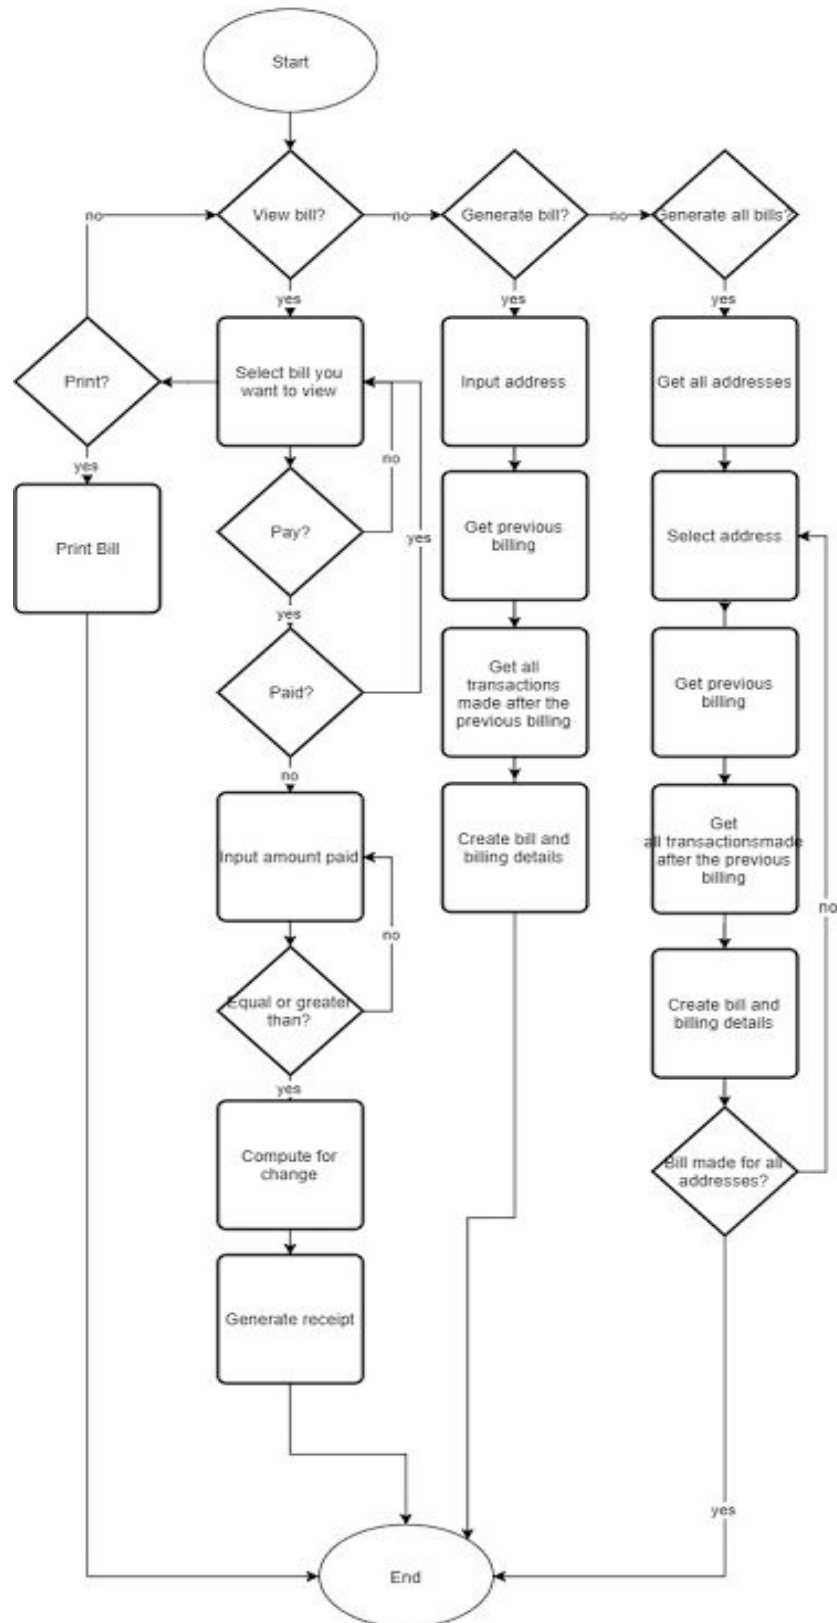 Start
no
View bill?
no
Generate bill?
no
Generate all bills?
yes
yes
yes
Print?
Select bill you
want to view
Input address
Get all addresses
yes
no
Print Bill
Pay?
yes
Get previous
billing
Select address
yes
Paid?
Get all
transactions
made after the
previous billing
Get previous
billing
no
Input amount paid
no
Create bill and
billing details
Get
all transactionsmade
after the previous
billing
no
Equal or greater
than?
Create bill and
billing details
yes
Compute for
change
Bill made for all
addresses?
Generate receipt
yes
End